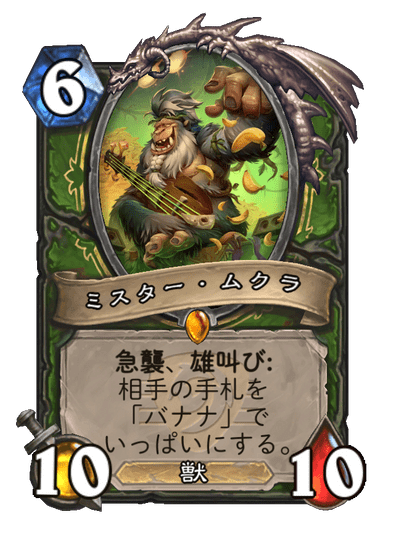 6
ミスター・ムクラ
急襲、雄叫び:
相手の手札を
「バナナ」で
いっぱいにする。
10
獣
10